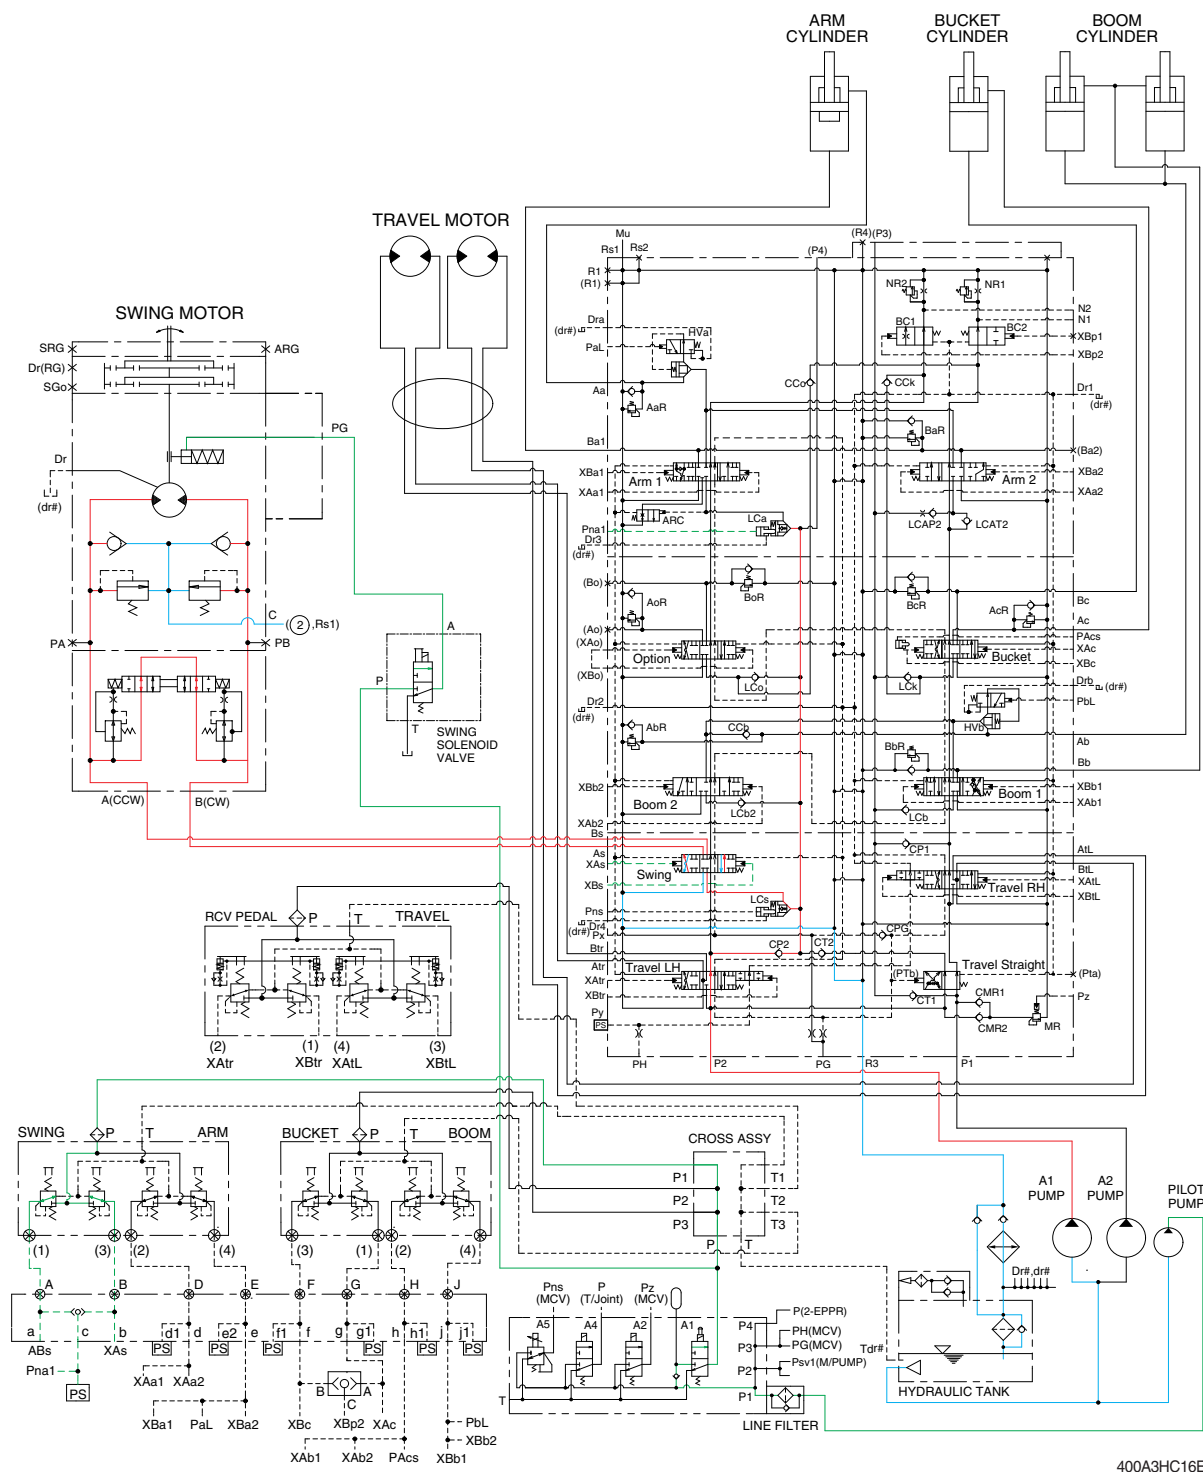 ARM CYLINDER
BUCKET CYLINDER
BOOM CYLINDER
TRAVEL MOTOR
SWING MOTOR
SRG
ARG
Dr(RG)
SGo
PG
Dr
(dr#)
C
(2,Rs1)
PA
PB
A(CCW)
B(CW)
A
P
T
SWING SOLENOID VALVE
Mu
Rs1
Rs2
(P4)
(R4)
(P3)
R1
(R1)
NR2
NR1
N2
N1
Dra
(dr#)
HVa
BC1
BC2
XBp1
XBp2
PaL
CCo
CCk
Dr1
(dr#)
Aa
AaR
BaR
Ba1
(Ba2)
XBa1
Arm 1
Arm 2
XBa2
XAa1
XAa2
ARC
LCa
LCAP2
LCAT2
Pna1
Dr3
(dr#)
(Bo)
BoR
BcR
Bc
AoR
AcR
Ac
(Ao)
PAcs
(XAo)
Option
Bucket
XAc
XBc
(XBo)
LCo
LCk
Drb
(dr#)
Dr2
(dr#)
PbL
HVb
AbR
CCb
Ab
BbR
Bb
XBb2
Boom 2
Boom 1
XBb1
XAb1
LCb2
LCb
XAb2
Bs
CP1
As
AtL
XAs
BtL
Swing
Travel RH
XAtL
XBs
XBtL
LCs
Pns
Dr4
(dr#)
Px
CPG
Btr
CP2
CT2
Atr
Travel LH
Travel Straight
(PTb)
(Pta)
XAtr
XBtr
CT1
CMR1
Pz
Py
PS
CMR2
MR
PH
P2
PG
R3
P1
RCV PEDAL
P
T
TRAVEL
(2)
(1)
(4)
(3)
XAtr
XBtr
XAtL
XBtL
SWING
P
T
ARM
BUCKET
P
T
BOOM
(1)
(3)
(2)
(4)
(3)
(1)
(2)
(4)
A
B
D
E
F
G
H
J
a
c
b
d1
d
e2
e
f1
f
g
g1
h
h1
j
j1
ABs
XAs
PS
PS
PS
PS
PS
PS
Pna1
PS
XAa1
XAa2
XBa1
PaL
XBa2
B
A
C
XBc
XBp2
XAc
XAb1
XAb2
PAcs
PbL
XBb2
XBb1
CROSS ASSY
P1
P2
P3
T1
T2
T3
P
T
Pns (MCV)
P (T/Joint)
Pz (MCV)
A5
A4
A2
A1
P4
P3
P2
P1
T
P(2-EPPR)
PH(MCV)
PG(MCV)
Psv1(M/PUMP)
LINE FILTER
A1 PUMP
A2 PUMP
PILOT PUMP
Dr#,dr#
Tdr#
HYDRAULIC TANK
400A3HC16E